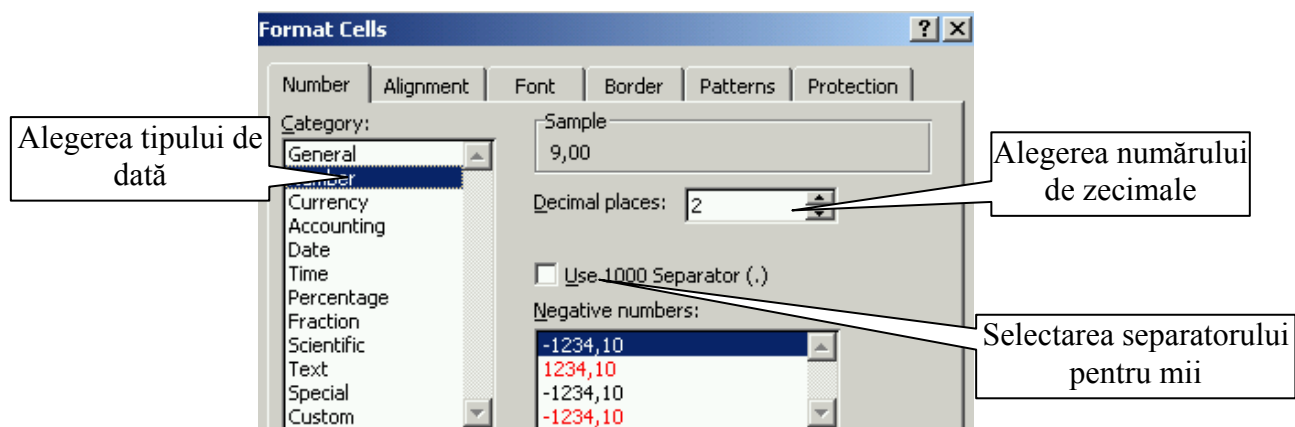 Format Cells
Number Alignment Font Border Patterns Protection
Alegerea tipului de
dată
Category:
General
Number
Currency
Accounting
Date
Time
Percentage
Fraction
Scientific
Text
Special
Custom
Sample
9,00
Decimal places: 2
Use 1000 Separator (.)
Negative numbers:
-1234,10
1234,10
-1234,10
-1234,10
Alegerea numărului
de zecimale
Selectarea separatorului
pentru mii